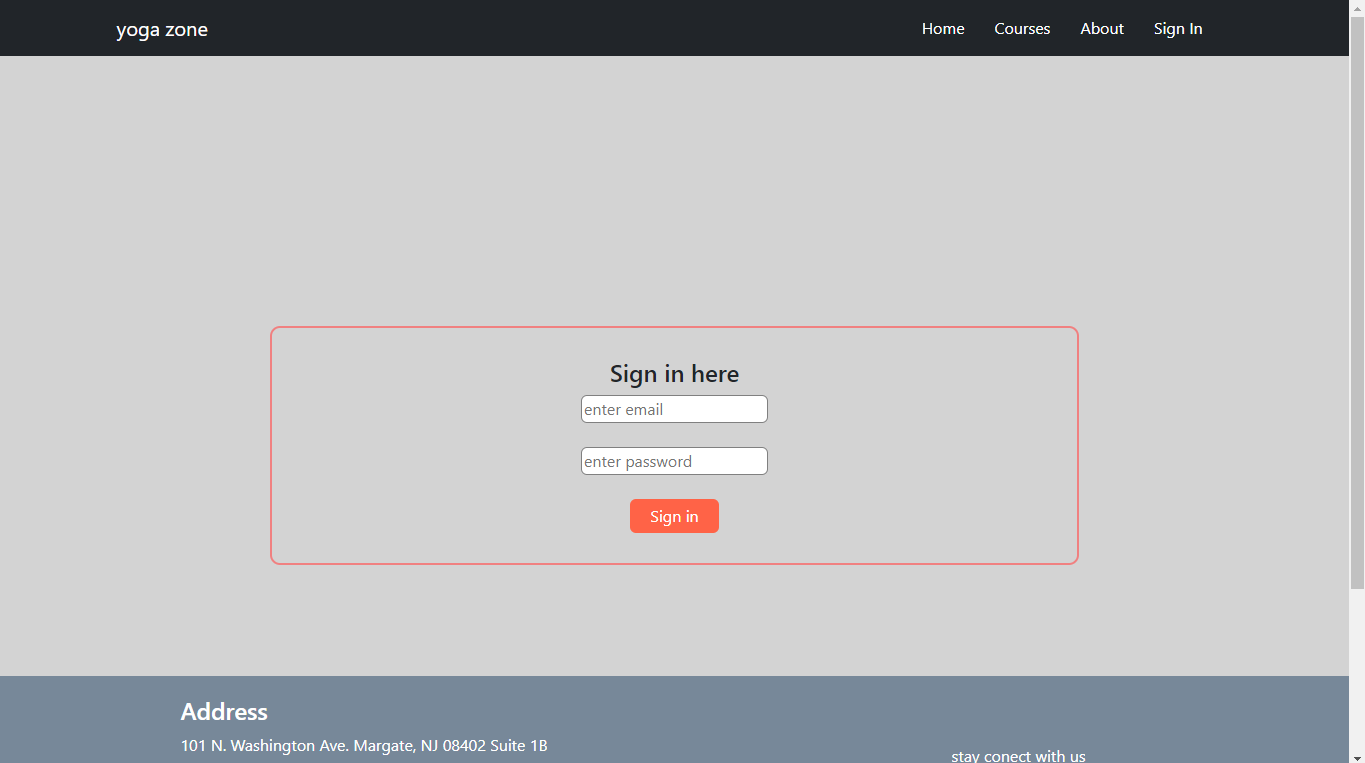 yoga zone
Home Courses About Sign In
Sign in here
enter email
enter password
Sign in
Address
101 N. Washington Ave. Margate, NJ 08402 Suite 1B
stay conect with us